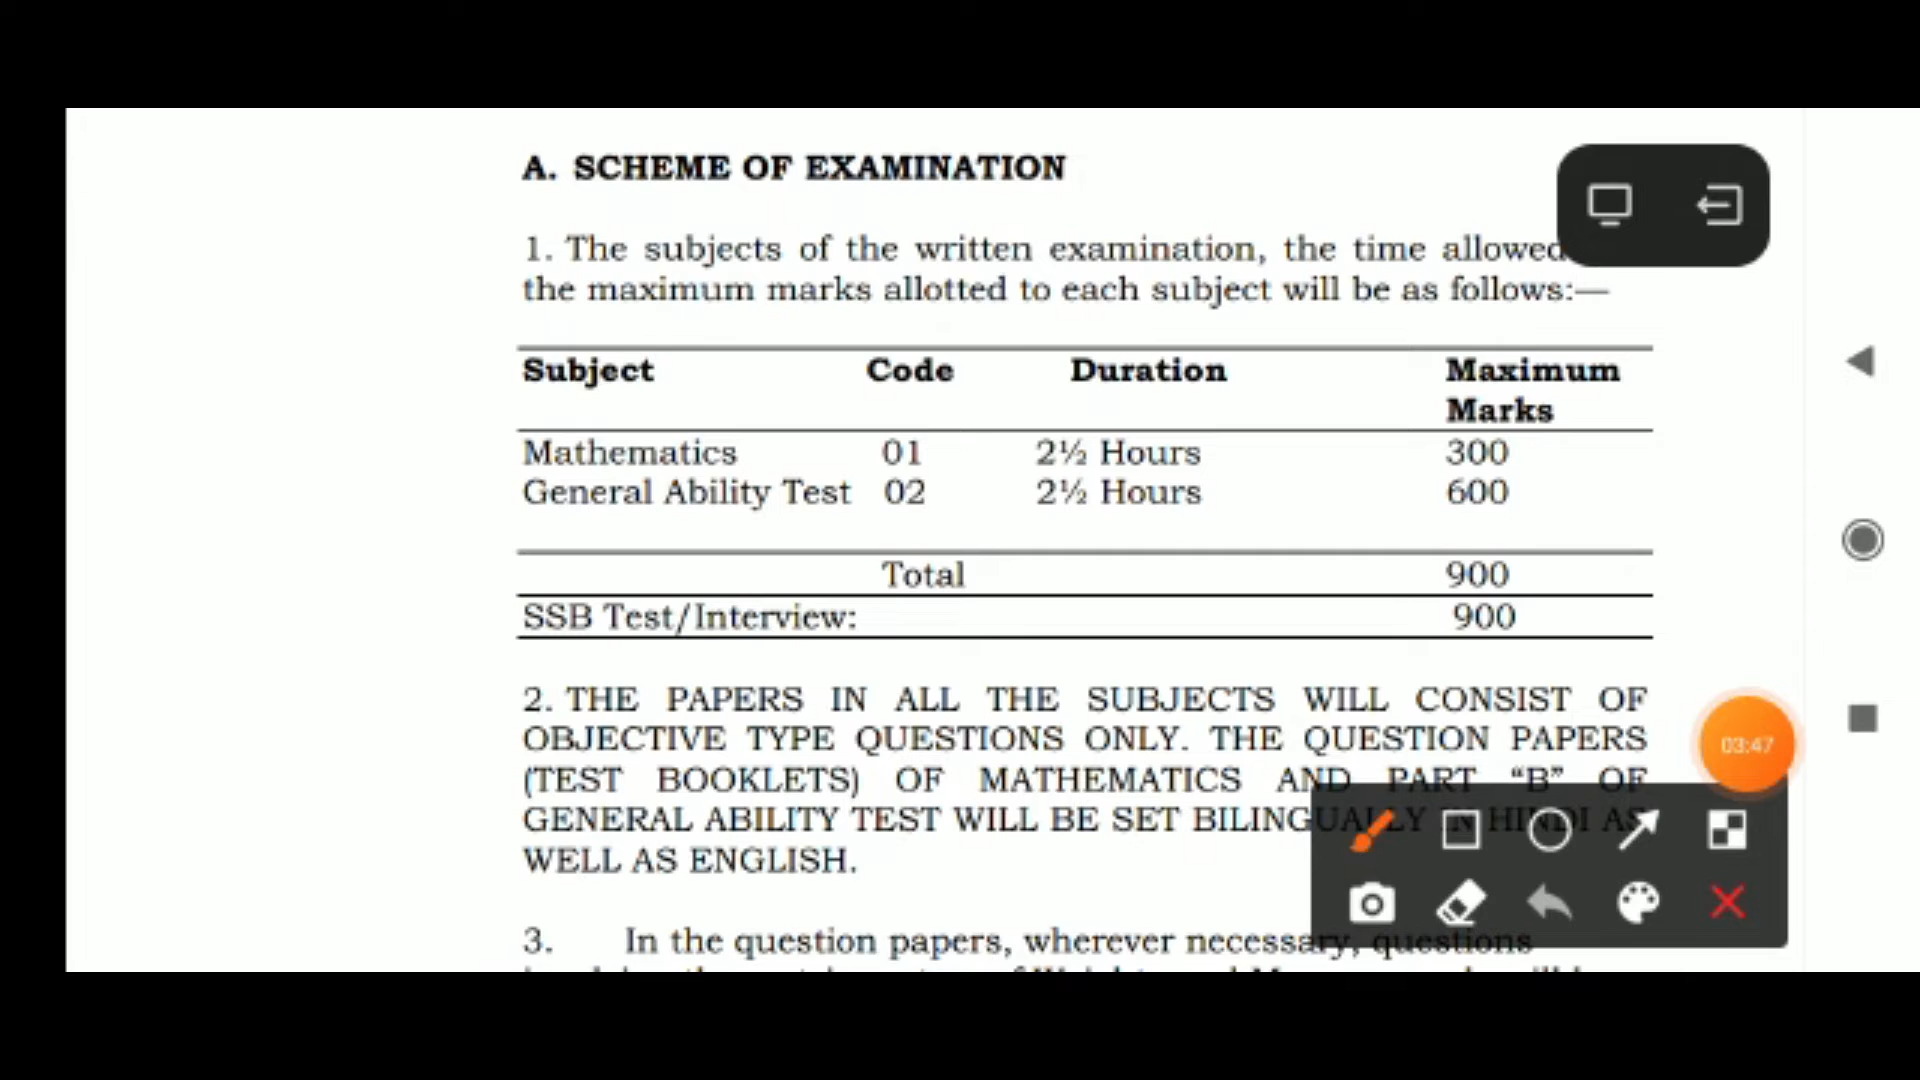 A. SCHEME OF EXAMINATION
1. The subjects of the written examination, the time allowed
the maximum marks allotted to each subject will be as follows:—
Subject Code Duration Maximum
Marks
Mathematics 01 2½ Hours 300
General Ability Test 02 2½ Hours 600
Total 900
SSB Test/Interview: 900
2. THE PAPERS IN ALL THE SUBJECTS WILL CONSIST OF
OBJECTIVE TYPE QUESTIONS ONLY. THE QUESTION PAPERS
03:47
(TEST BOOKLETS) OF MATHEMATICS AND PART “B” OF
GENERAL ABILITY TEST WILL BE SET BILINGUALLY IN HINDI AS
WELL AS ENGLISH.
3. In the question papers, wherever necessary, questions